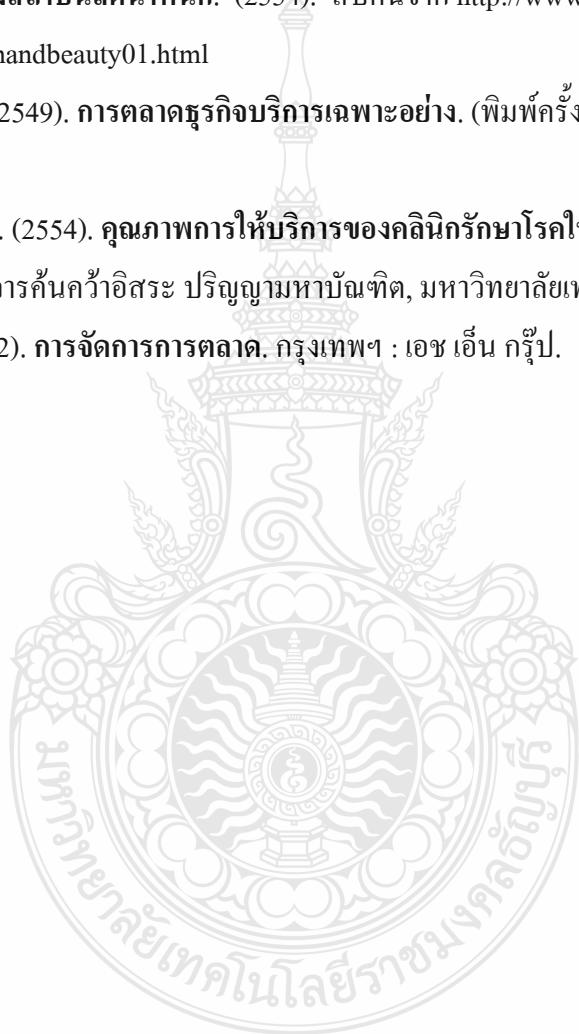 (2554). สืบค้นจาก http://www.
handbeauty01.html
2549). การตลาดธุรกิจบริการเฉพาะอย่าง. (พิมพ์ครั้ง
. (2554). คุณภาพการให้บริการของคลินิกรักษาโรคใ
ารค้นคว้าอิสระ ปริญญามหาบัณฑิต, มหาวิทยาลัยเท
2). การจัดการการตลาด. กรุงเทพฯ : เอช เอ็น กรุ๊ป.
มหาวิทยาลัยเทคโนโลยีราชมงคลธัญบุรี